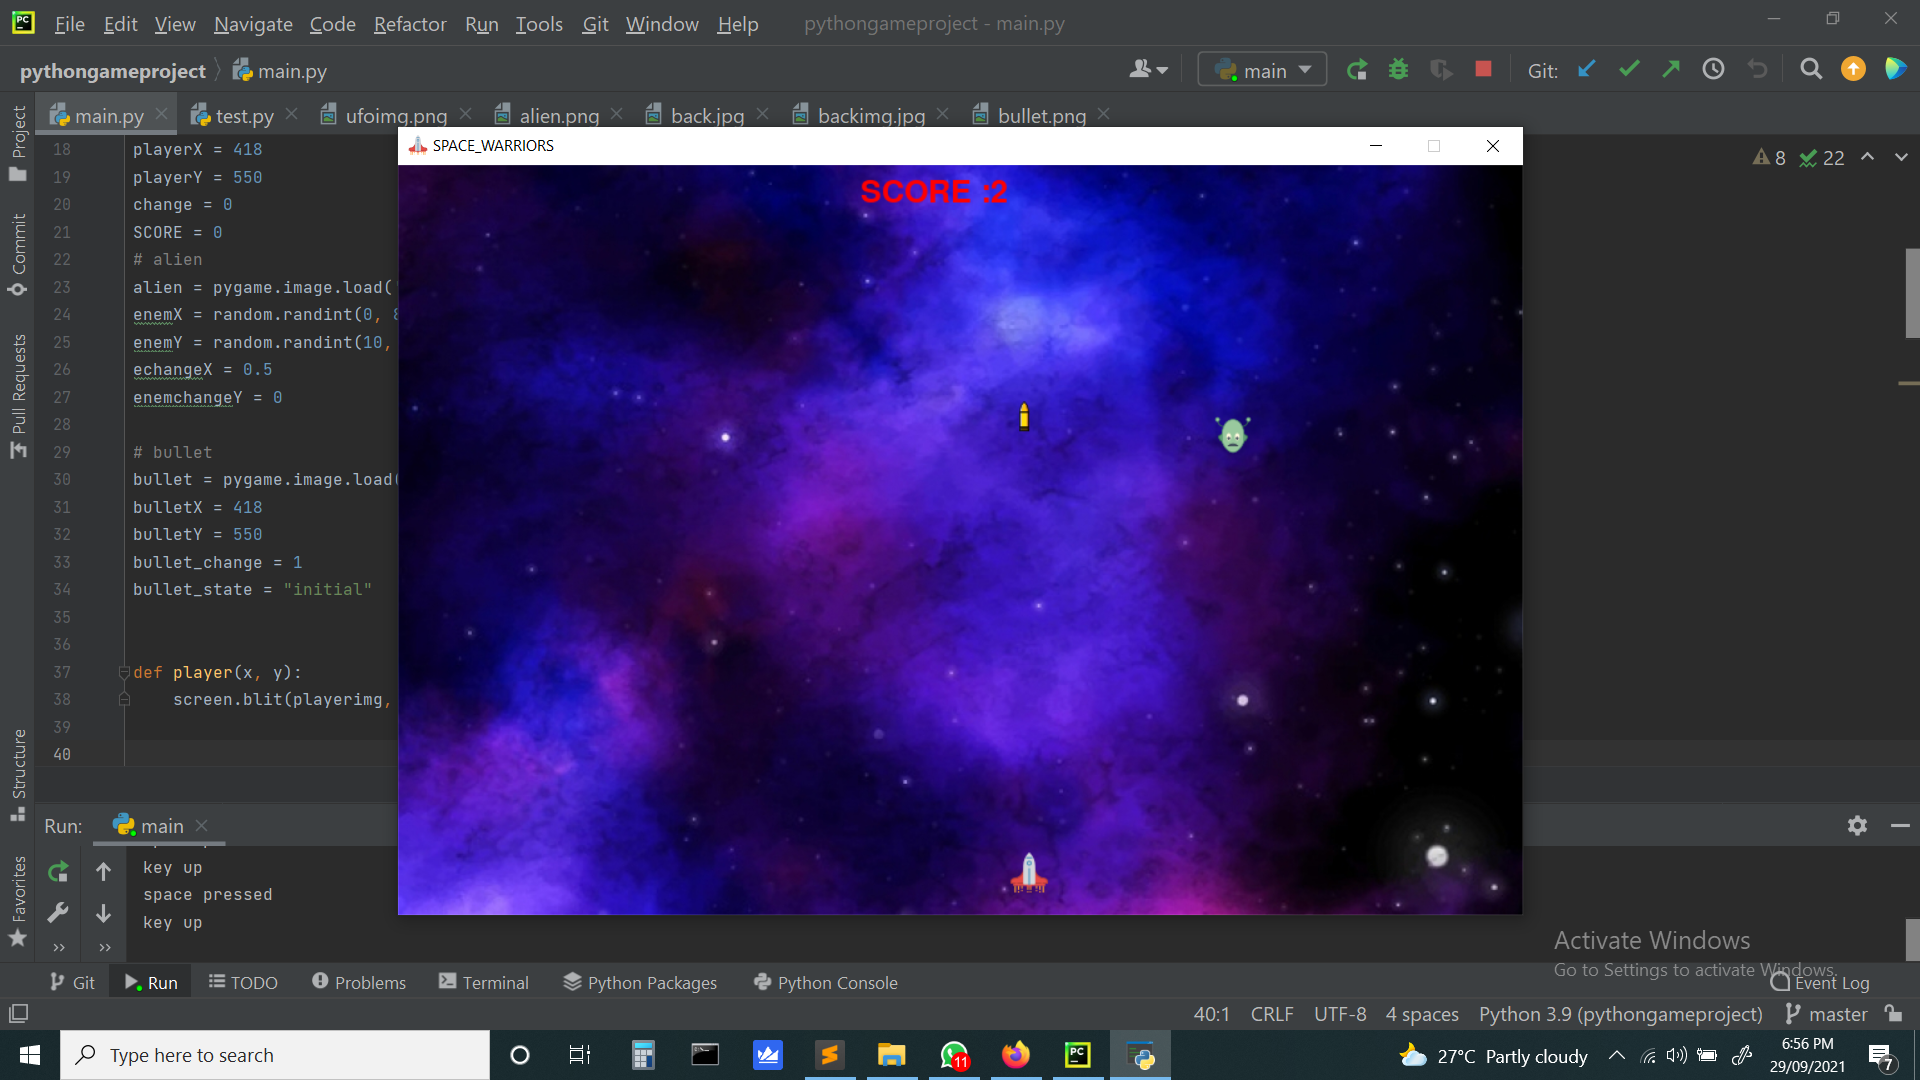 File Edit View Navigate Code Refactor Run Tools Git Window Help pythongameproject - main.py
pythongameproject main.py main Git:
main.py test.py ufoimg.png alien.png back.jpg backimg.jpg bullet.png
SPACE_WARRIORS
SCORE :2
8 22
18 playerX = 418
19 playerY = 550
20 change = 0
21 SCORE = 0
22 # alien
23 alien = pygame.image.load(
24 enemX = random.randint(0,
25 enemY = random.randint(10,
26 echangeX = 0.5
27 enemchangeY = 0
28
29 # bullet
30 bullet = pygame.image.load(
31 bulletX = 418
32 bulletY = 550
33 bullet_change = 1
34 bullet_state = "initial"
35
36
37 def player(x, y):
38 screen.blit(playerimg,
39
40
Project
Commit
Pull Requests
Structure
Favorites
Run: main
key up
space pressed
key up
Activate Windows
Go to Settings to activate Windows.
Git Run TODO Problems Terminal Python Packages Python Console Event Log
40:1 CRLF UTF-8 4 spaces Python 3.9 (pythongameproject) master
Type here to search
PC
11
27°C Partly cloudy
6:56 PM
29/09/2021
7